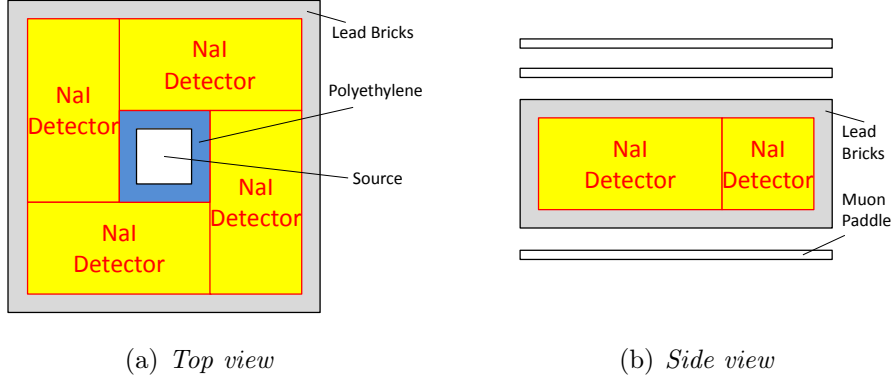 Lead Bricks
NaI
Detector
NaI
Detector
Polyethylene
Source
NaI
Detector
NaI
Detector
(a) Top view
NaI
Detector
NaI
Detector
Lead
Bricks
Muon
Paddle
(b) Side view